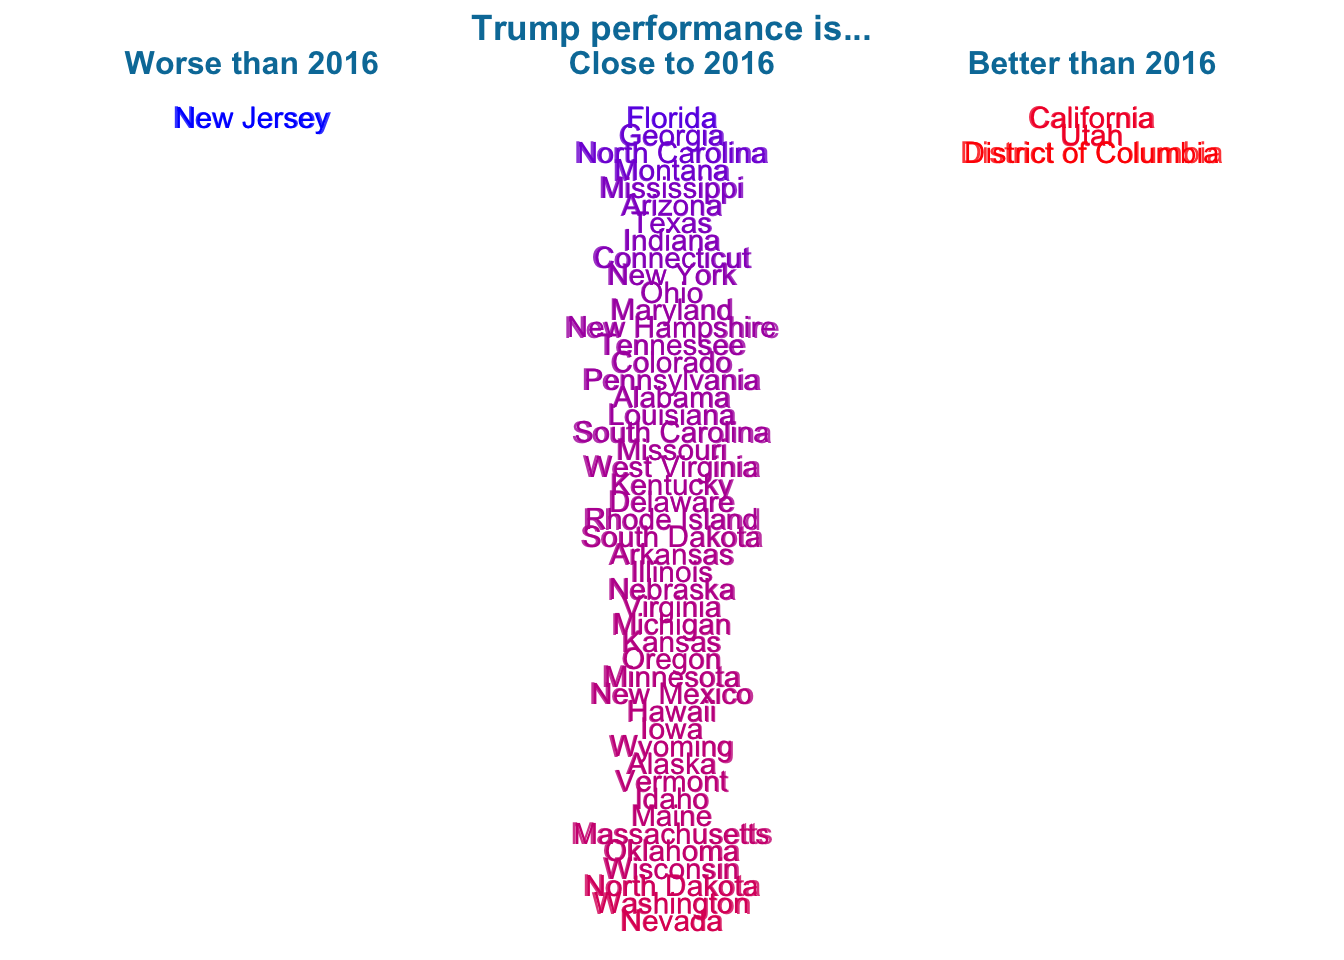 Trump performance is...
Worse than 2016
Close to 2016
Better than 2016
New Jersey
Florida
Georgia
North Carolina
Montana
Mississippi
Arizona
Texas
Indiana
Connecticut
New York
Ohio
Maryland
New Hampshire
Tennessee
Colorado
Pennsylvania
Alabama
Louisiana
South Carolina
Missouri
West Virginia
Kentucky
Delaware
Rhode Island
South Dakota
Arkansas
Illinois
Nebraska
Virginia
Michigan
Kansas
Oregon
Minnesota
New Mexico
Hawaii
Iowa
Wyoming
Alaska
Vermont
Idaho
Maine
Massachusetts
Oklahoma
Wisconsin
North Dakota
Washington
Nevada
California
Utah
District of Columbia